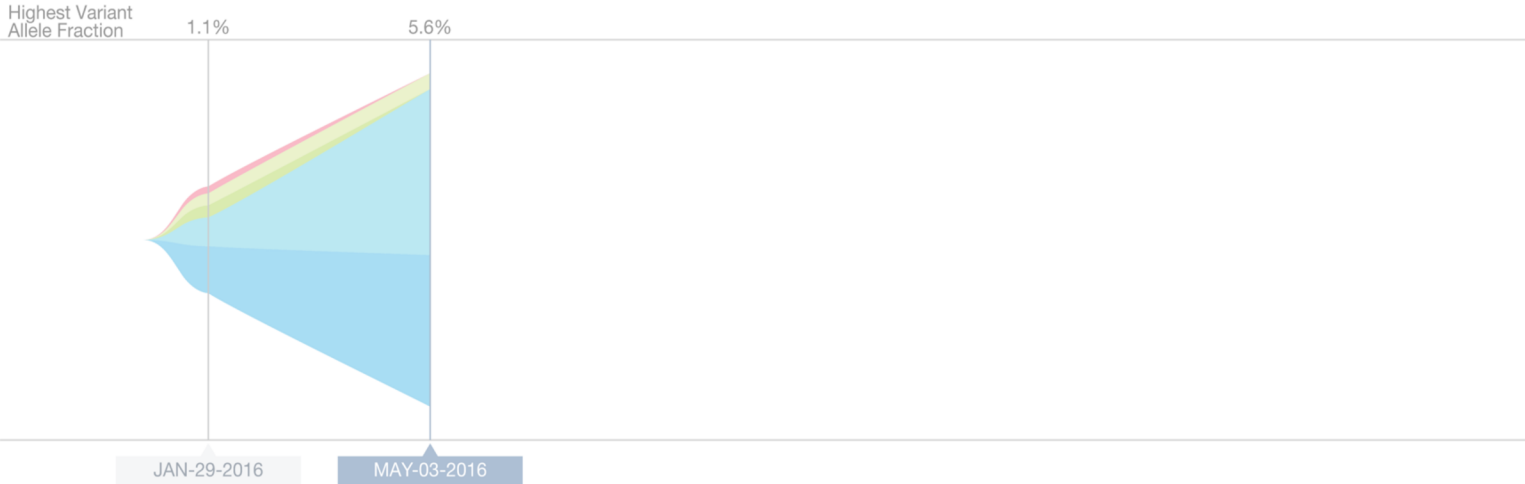 Highest Variant
Allele Fraction
1.1%
5.6%
JAN-29-2016
MAY-03-2016